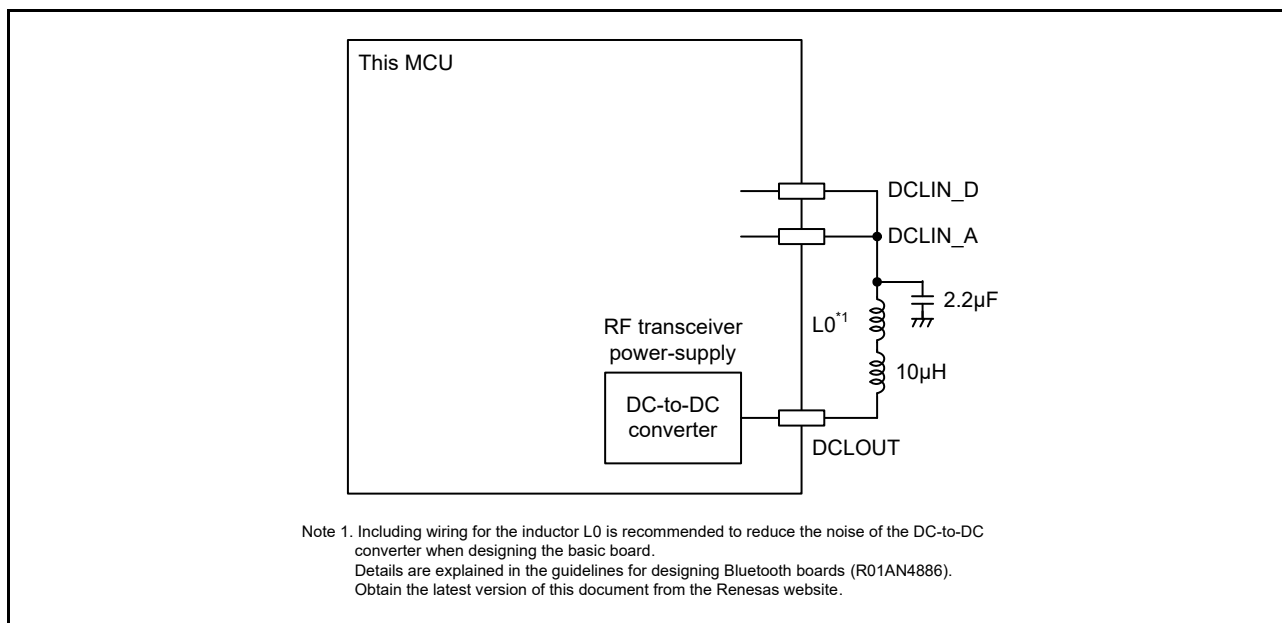 This MCU
DCLIN_D
DCLIN_A
2.2µF
L0*1
RF transceiver
power-supply
10µH
DC-to-DC
converter
DCLOUT
Note 1. Including wiring for the inductor L0 is recommended to reduce the noise of the DC-to-DC
converter when designing the basic board.
Details are explained in the guidelines for designing Bluetooth boards (R01AN4886).
Obtain the latest version of this document from the Renesas website.